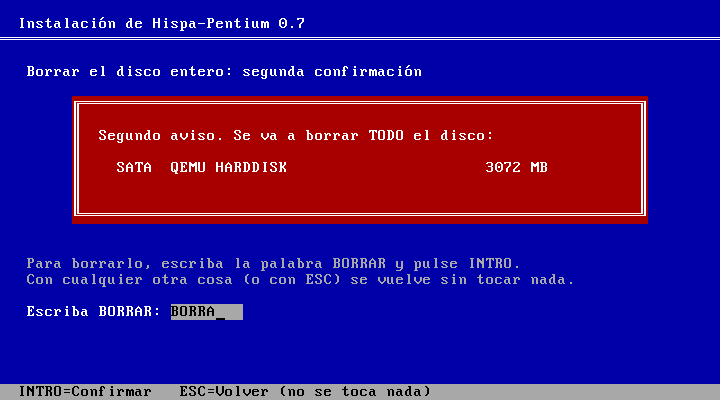 Instalación de Hispa-Pentium 0.7
Borrar el disco entero: segunda confirmación
Segundo aviso. Se va a borrar TODO el disco:
SATA  QEMU HARDDISK                      3072 MB
Para borrarlo, escriba la palabra BORRAR y pulse INTRO.
Con cualquier otra cosa (o con ESC) se vuelve sin tocar nada.
Escriba BORRAR: BORRA_
INTRO=Confirmar   ESC=Volver (no se toca nada)